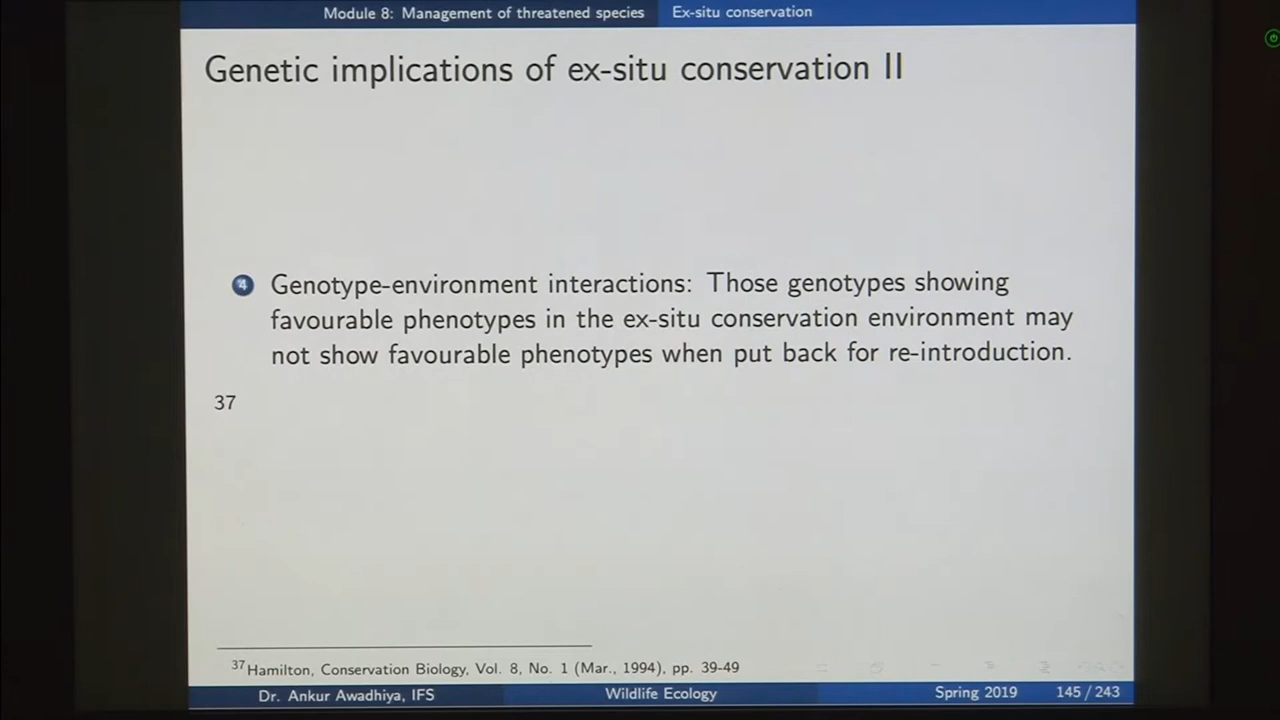 Module 8: Management of threatened species Ex-situ conservation
Genetic implications of ex-situ conservation II
4 Genotype-environment interactions: Those genotypes showing
favourable phenotypes in the ex-situ conservation environment may
not show favourable phenotypes when put back for re-introduction.
37
37 Hamilton, Conservation Biology, Vol. 8, No. 1 (Mar., 1994), pp. 39-49
Dr. Ankur Awadhiya, IFS Wildlife Ecology Spring 2019 145 / 243